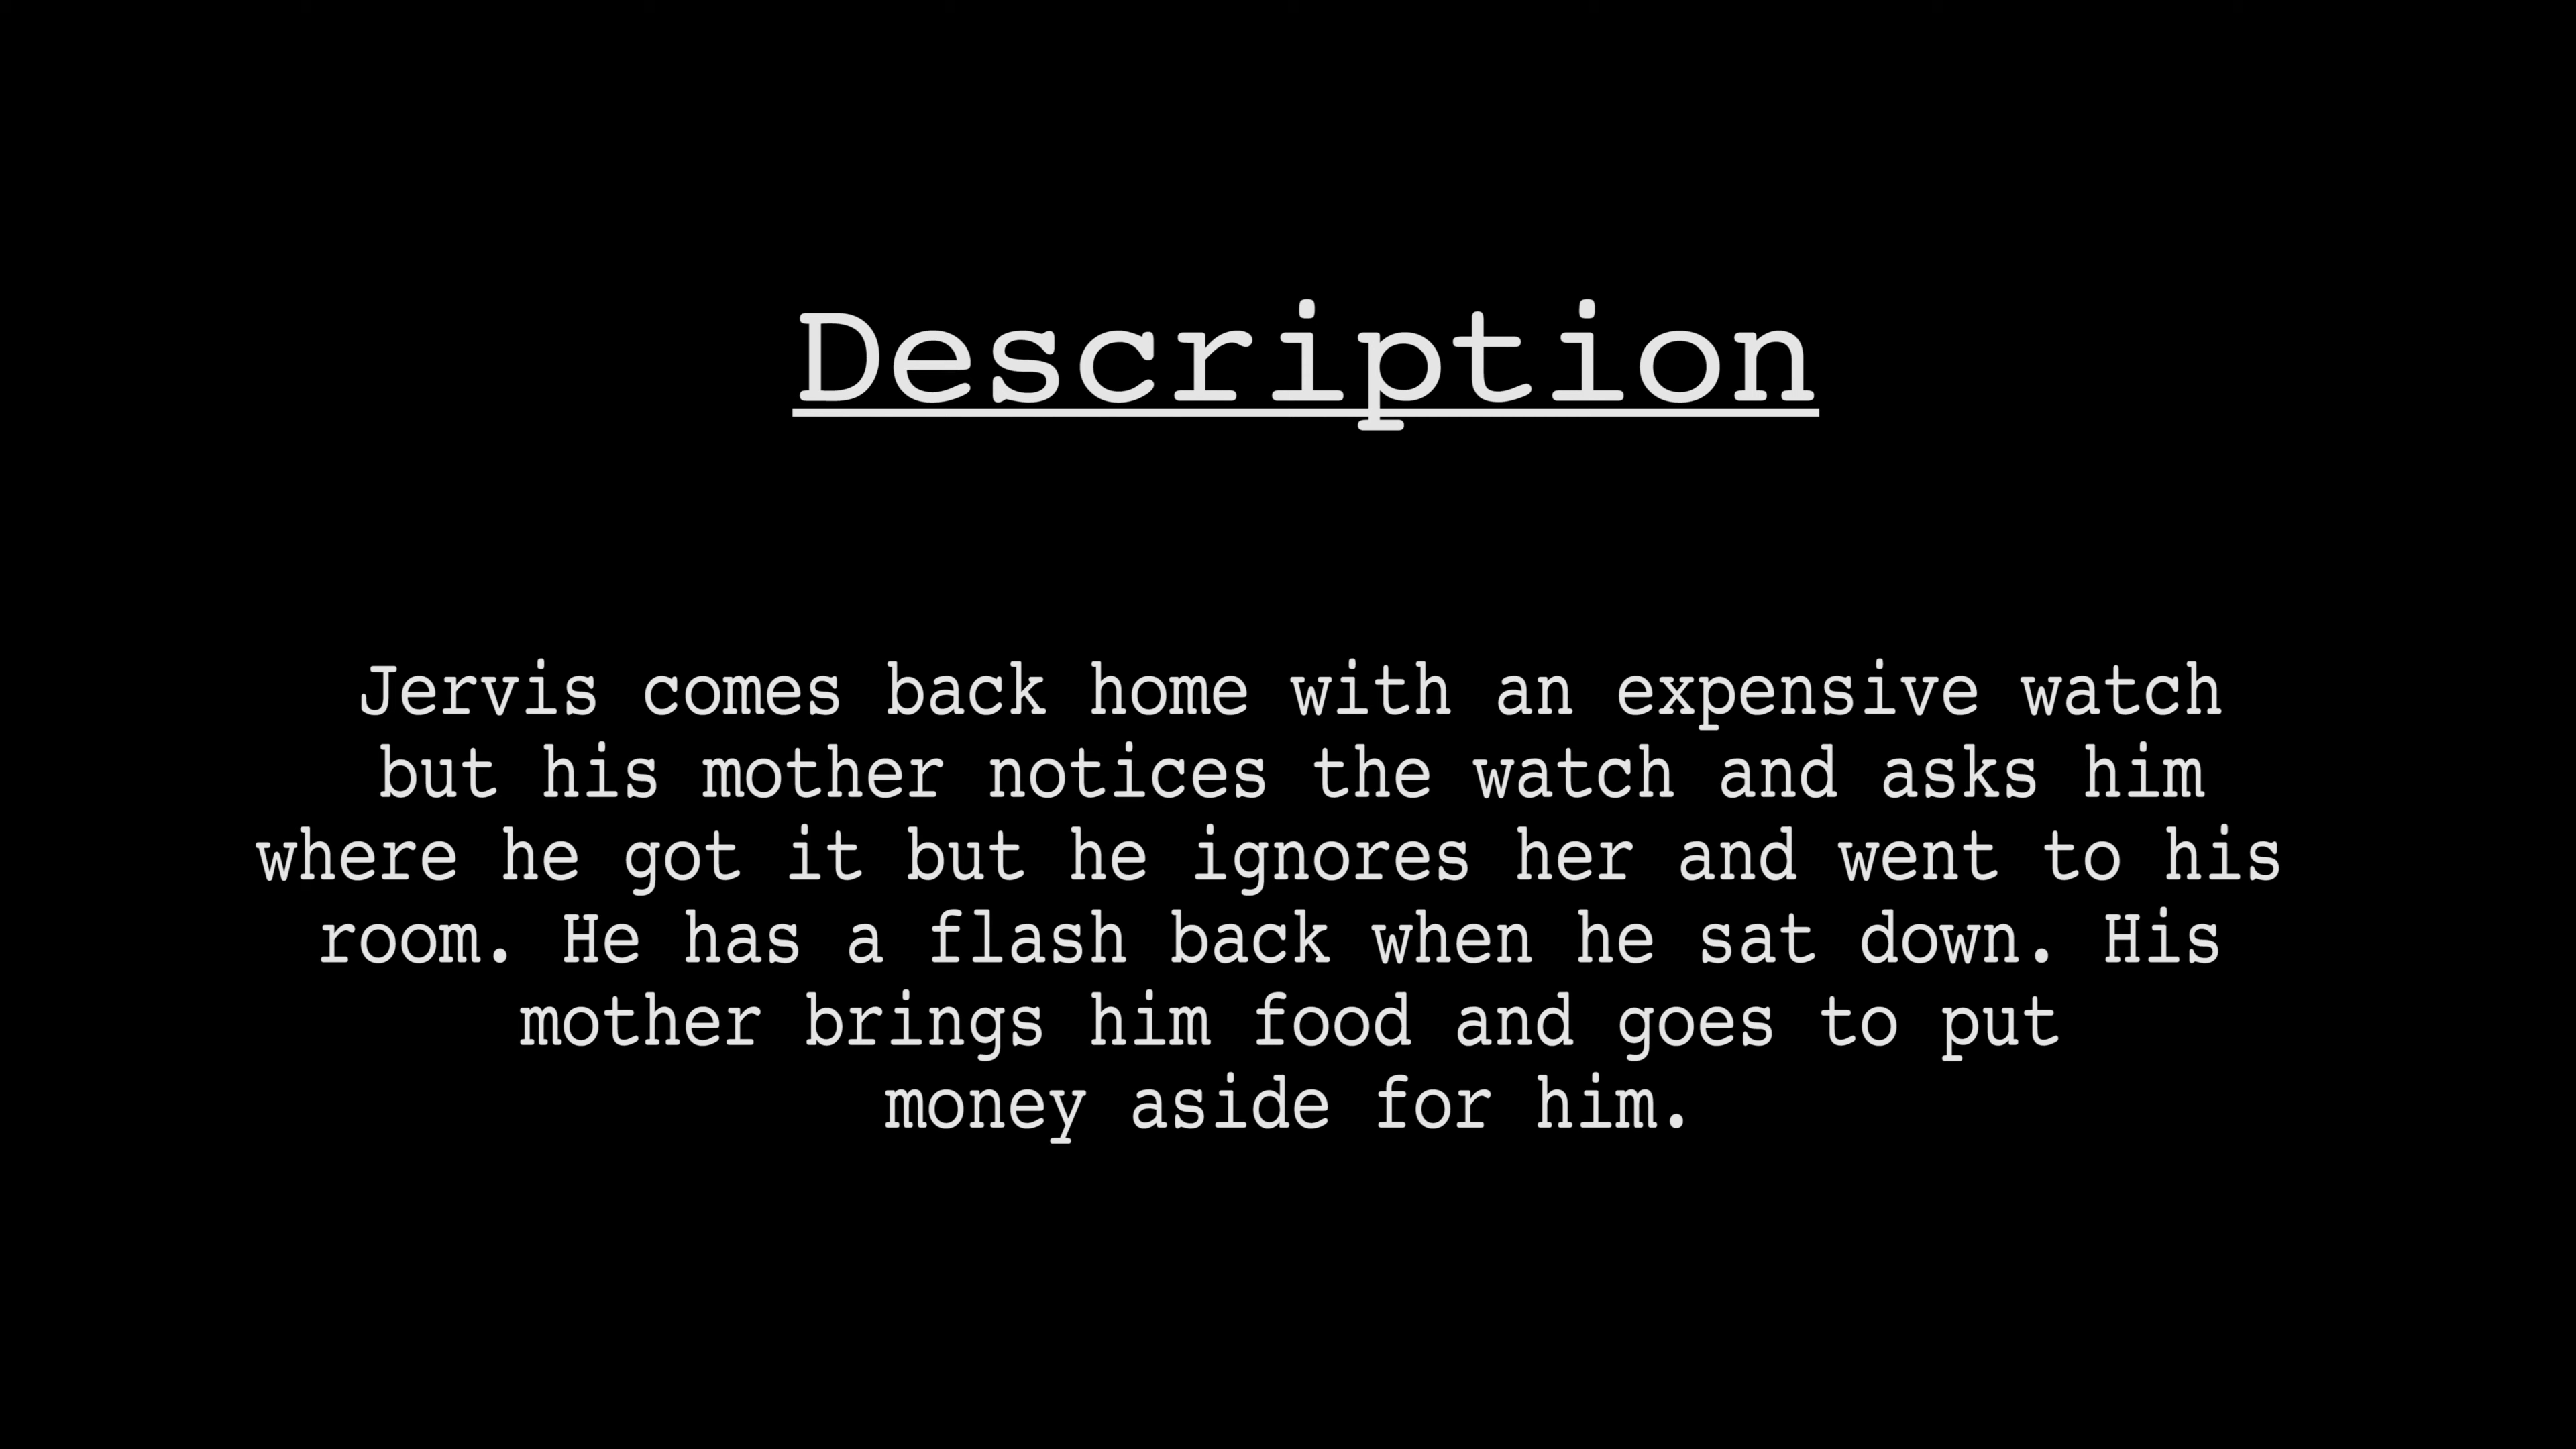 Description
Jervis comes back home with an expensive watch
but his mother notices the watch and asks him
where he got it but he ignores her and went to his
room. He has a flash back when he sat down. His
mother brings him food and goes to put
money aside for him.